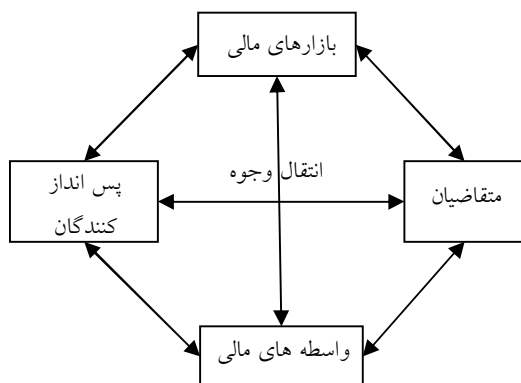 بازارهای مالی
انتقال وجوه
متقاضیان
پس انداز
کنندگان
واسطه های مالی